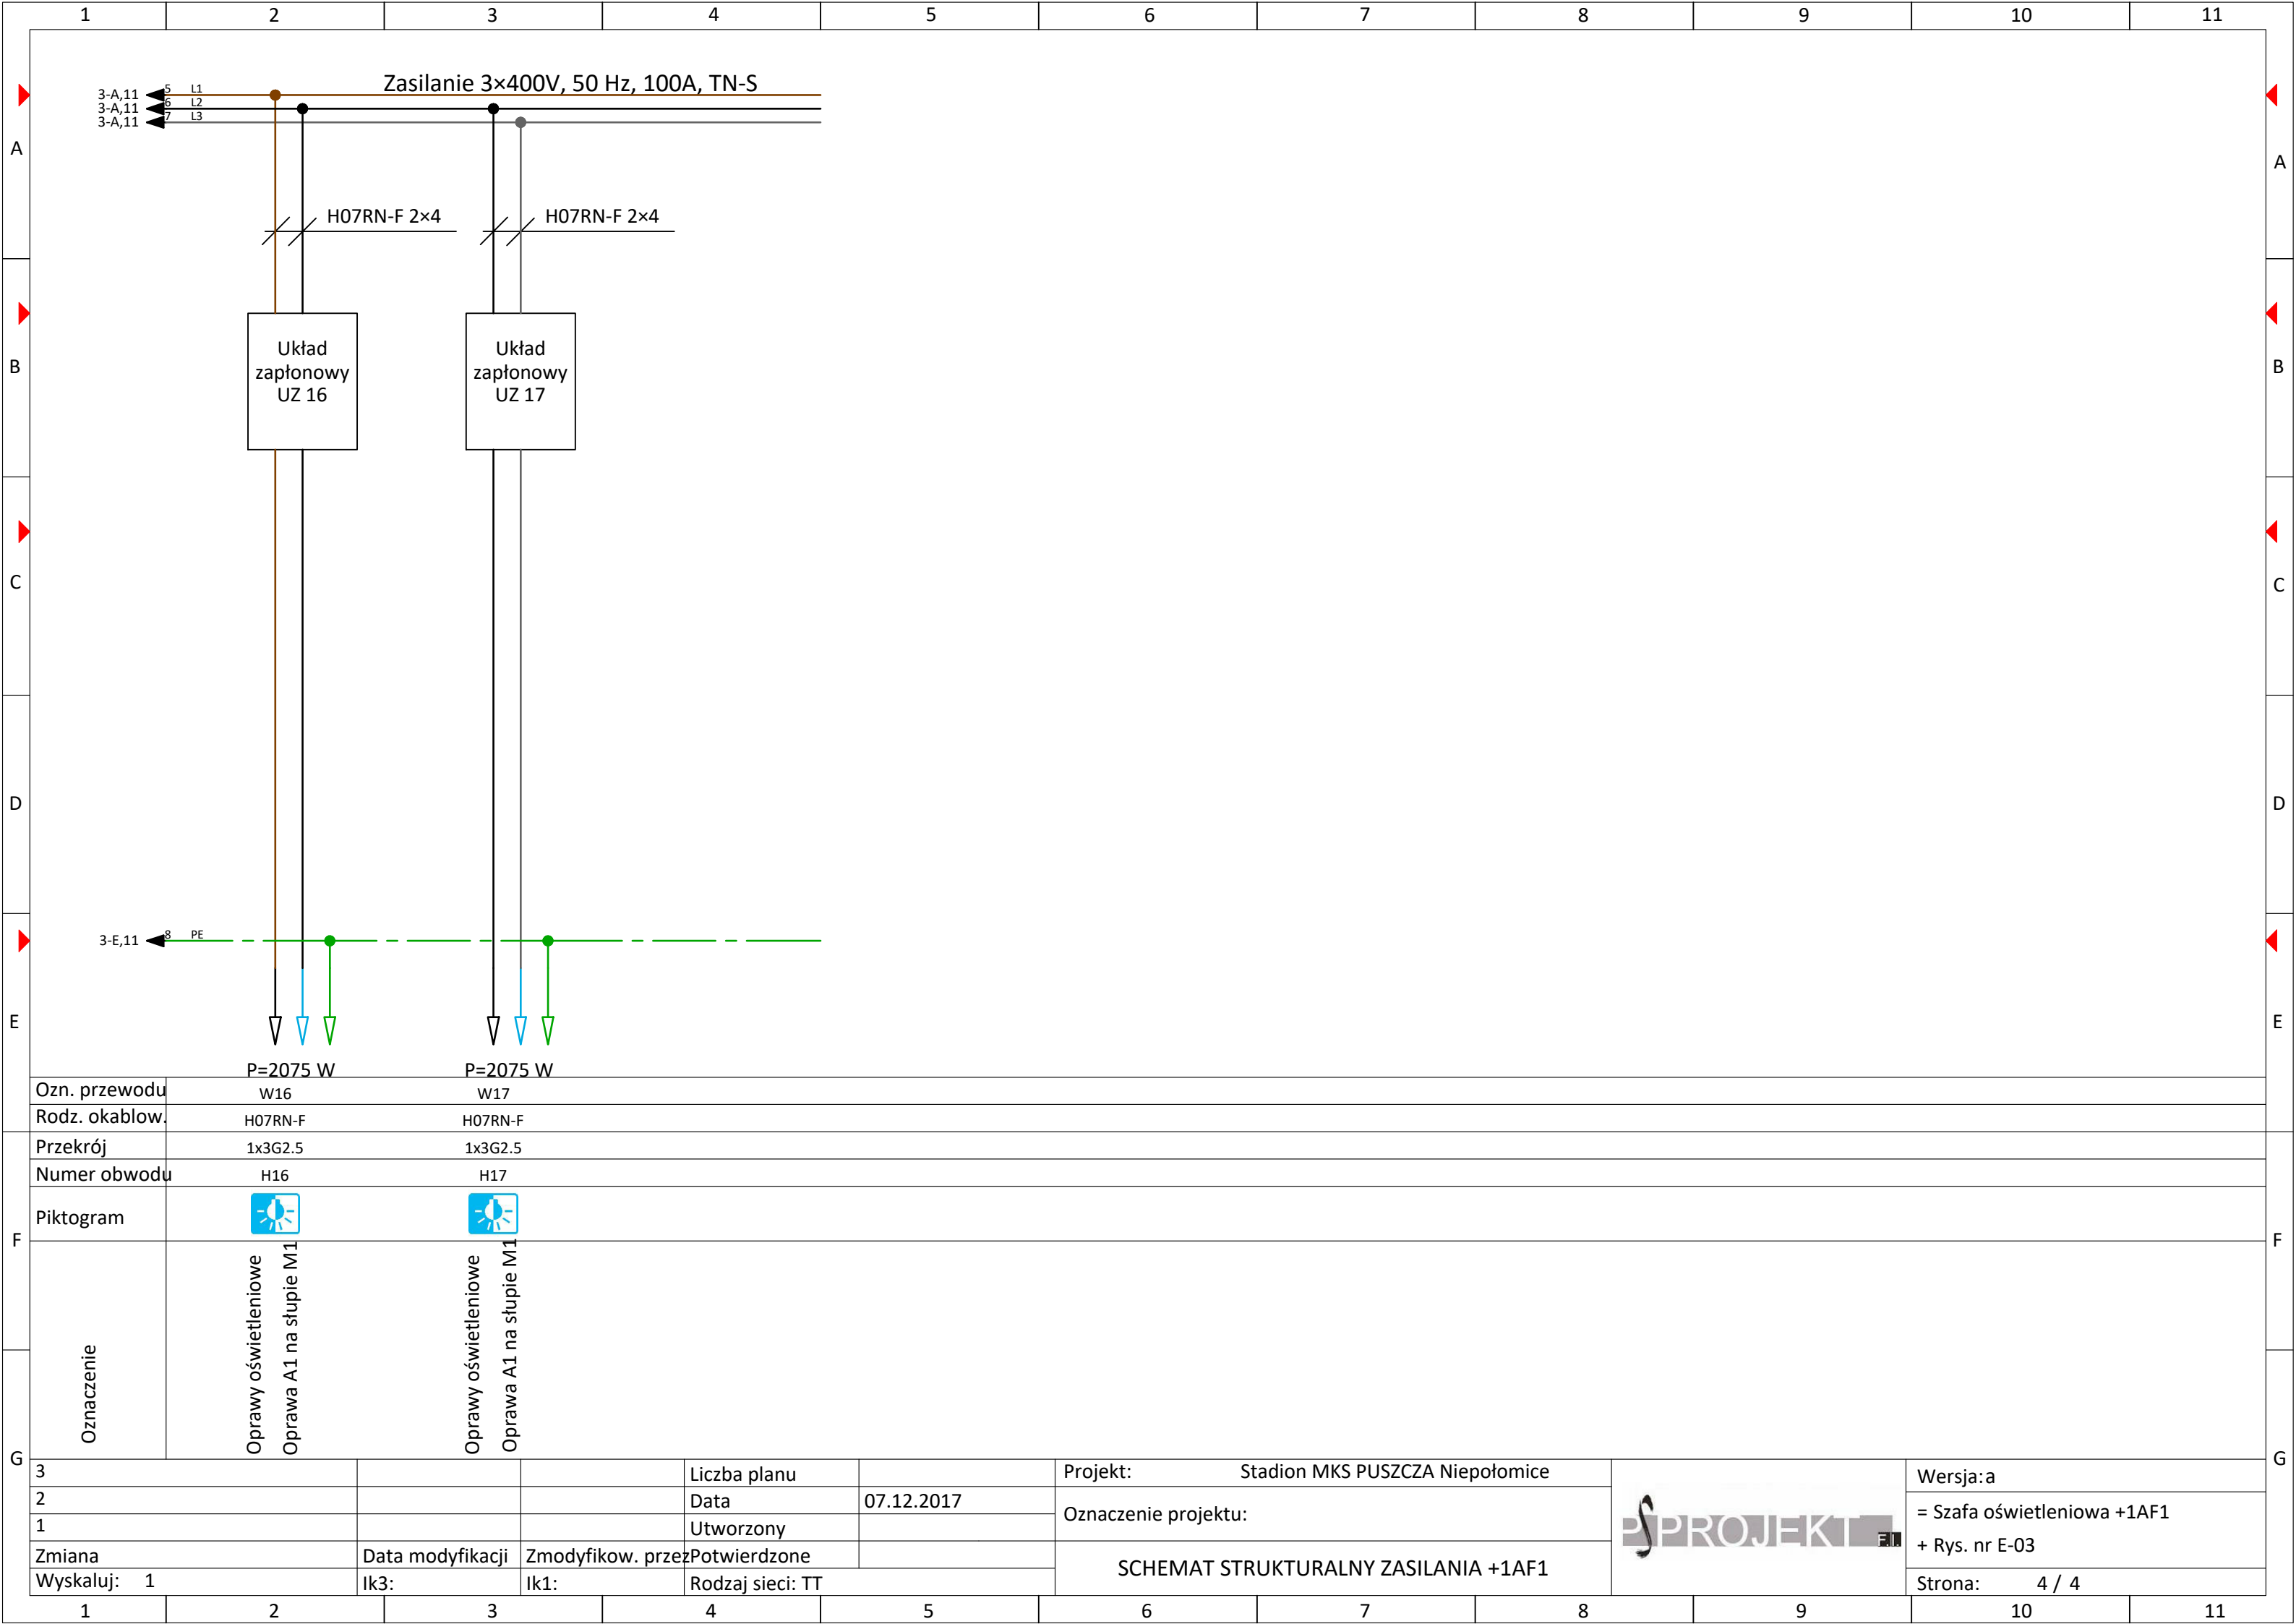 1 2 3 4 5 6 7 8 9 10 11
Zasilanie 3×400V, 50 Hz, 100A, TN-S
3-A,11 5 L1
3-A,11 6 L2
3-A,11 7 L3
A A
H07RN-F 2×4 H07RN-F 2×4
Układ
zapłonowy
UZ 16
Układ
zapłonowy
UZ 17
B B
C C
D D
3-E,11 8 PE
E E
P=2075 W P=2075 W
Ozn. przewodu W16 W17
Rodz. okablow. H07RN-F H07RN-F
Przekrój 1x3G2.5 1x3G2.5
Numer obwodu H16 H17
Piktogram
F F
Oznaczenie
Oprawy oświetleniowe
Oprawa A1 na słupie M1
Oprawy oświetleniowe
Oprawa A1 na słupie M1
G G
3 Liczba planu
2 Data 07.12.2017
1 Utworzony
Zmiana Data modyfikacji Zmodyfikow. przez Potwierdzone
Wyskaluj: 1 Ik3: Ik1: Rodzaj sieci: TT
Projekt: Stadion MKS PUSZCZA Niepołomice
Oznaczenie projektu:
SCHEMAT STRUKTURALNY ZASILANIA +1AF1
PS PROJEKT F.I.
Wersja:a
= Szafa oświetleniowa +1AF1
+ Rys. nr E-03
Strona: 4 / 4
1 2 3 4 5 6 7 8 9 10 11